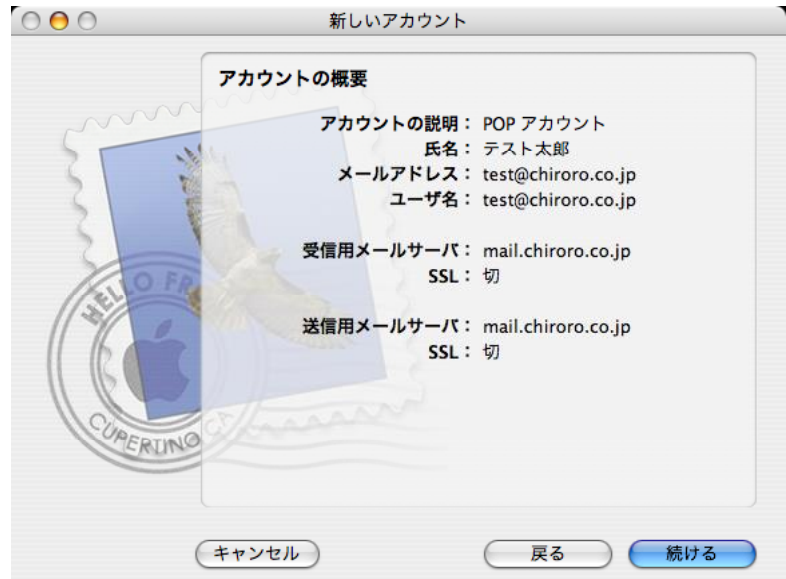 新しいアカウント
アカウントの概要
アカウントの説明： POP アカウント
氏名： テスト太郎
メールアドレス： test@chiroro.co.jp
ユーザ名： test@chiroro.co.jp
受信用メールサーバ： mail.chiroro.co.jp
SSL： 切
送信用メールサーバ： mail.chiroro.co.jp
SSL： 切
HELLO FR
CUPERTINO CA
キャンセル
戻る
続ける